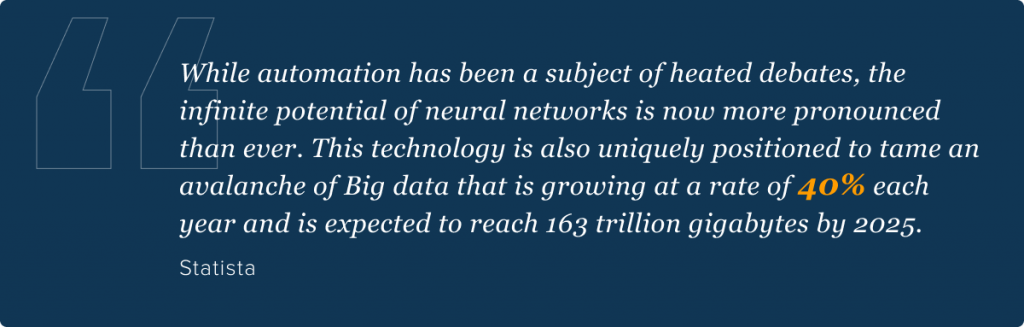 While automation has been a subject of heated debates, the
infinite potential of neural networks is now more pronounced
than ever. This technology is also uniquely positioned to tame an
avalanche of Big data that is growing at a rate of 40% each
year and is expected to reach 163 trillion gigabytes by 2025.
Statista